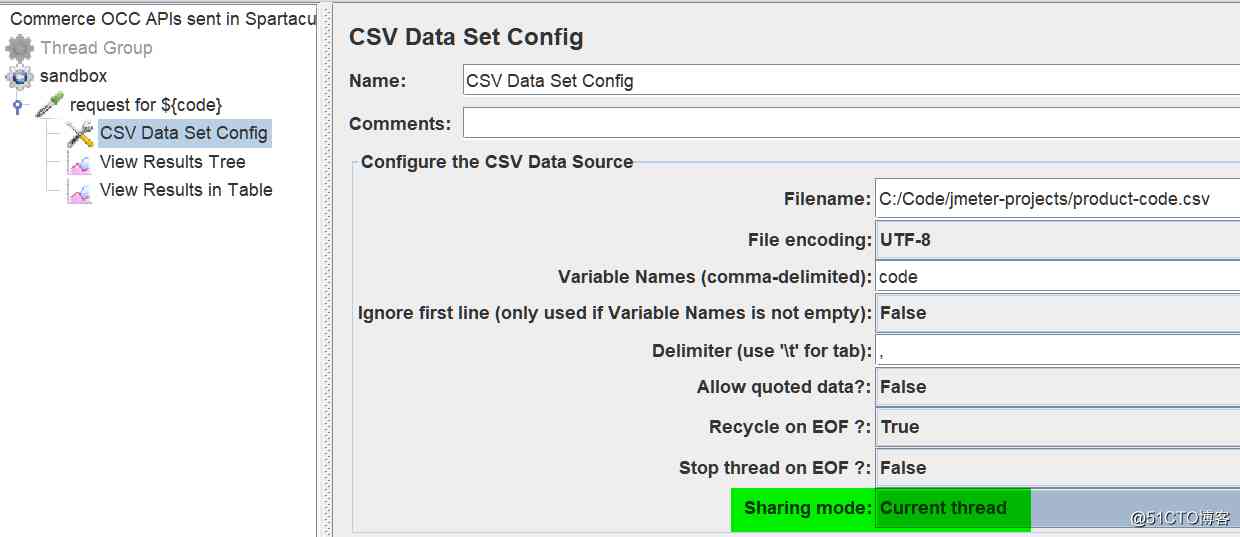 Commerce OCC APIs sent in Spartacu
Thread Group
sandbox
request for ${code}
CSV Data Set Config
View Results Tree
View Results in Table
CSV Data Set Config
Name: CSV Data Set Config
Comments:
Configure the CSV Data Source
Filename: C:/Code/jmeter-projects/product-code.csv
File encoding: UTF-8
Variable Names (comma-delimited): code
Ignore first line (only used if Variable Names is not empty): False
Delimiter (use '\t' for tab): ,
Allow quoted data?: False
Recycle on EOF ?: True
Stop thread on EOF ?: False
Sharing mode: Current thread
@51CTO博客